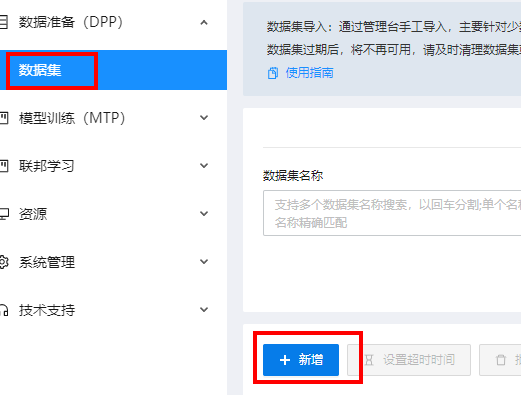 数据准备（DPP）
数据集
模型训练（MTP）
联邦学习
资源
系统管理
技术支持
数据集导入：通过管理台手工导入，主要针对少
数据集过期后，将不再可用，请及时清理数据集
使用指南
数据集名称
支持多个数据集名称搜索，以回车分割;单个名
名称精确匹配
+ 新增
设置超时时间